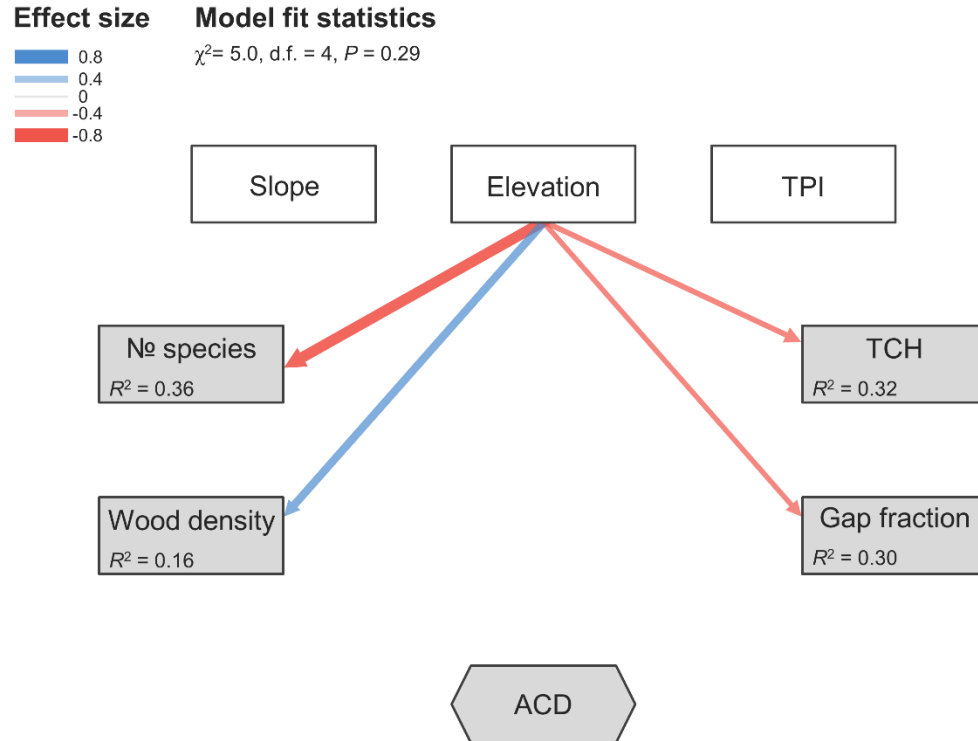 Effect size
0.8
0.4
0
-0.4
-0.8
Model fit statistics
χ²= 5.0, d.f. = 4, P = 0.29
Slope
Elevation
TPI
№ species
R² = 0.36
TCH
R² = 0.32
Wood density
R² = 0.16
Gap fraction
R² = 0.30
ACD